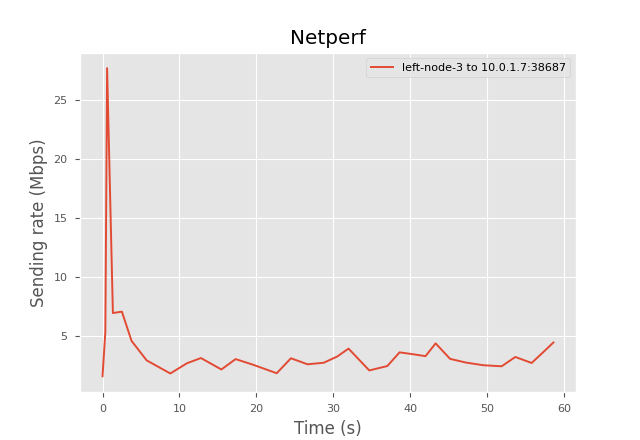 Netperf
left-node-3 to 10.0.1.7:38687
Sending rate (Mbps)
25
20
15
10
5
0 10 20 30 40 50 60
Time (s)